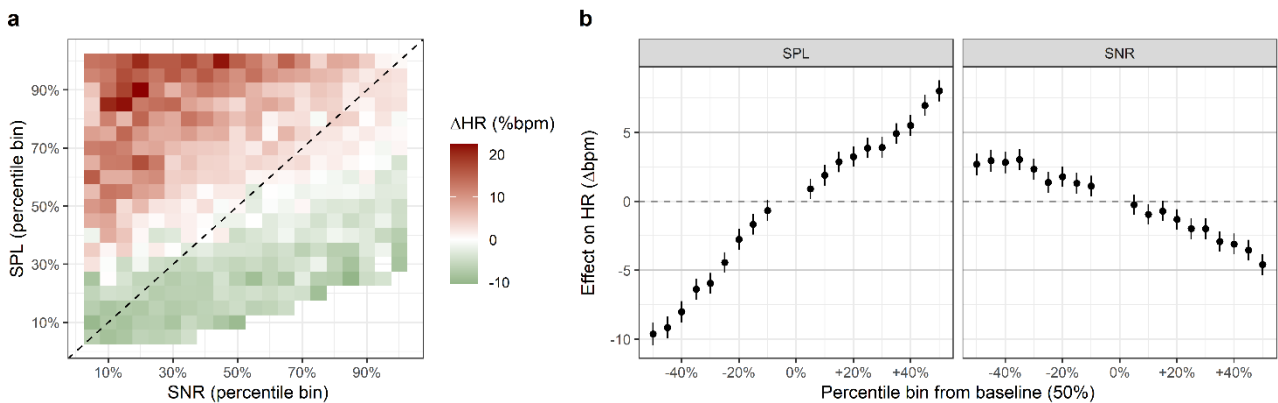 a
90%
70%
50%
30%
10%
SPL (percentile bin)
10% 30% 50% 70% 90%
SNR (percentile bin)
ΔHR (%bpm)
20
10
0
-10
b
SPL SNR
5
0
-5
-10
Effect on HR (Δbpm)
-40% -20% 0% +20% +40% -40% -20% 0% +20% +40%
Percentile bin from baseline (50%)